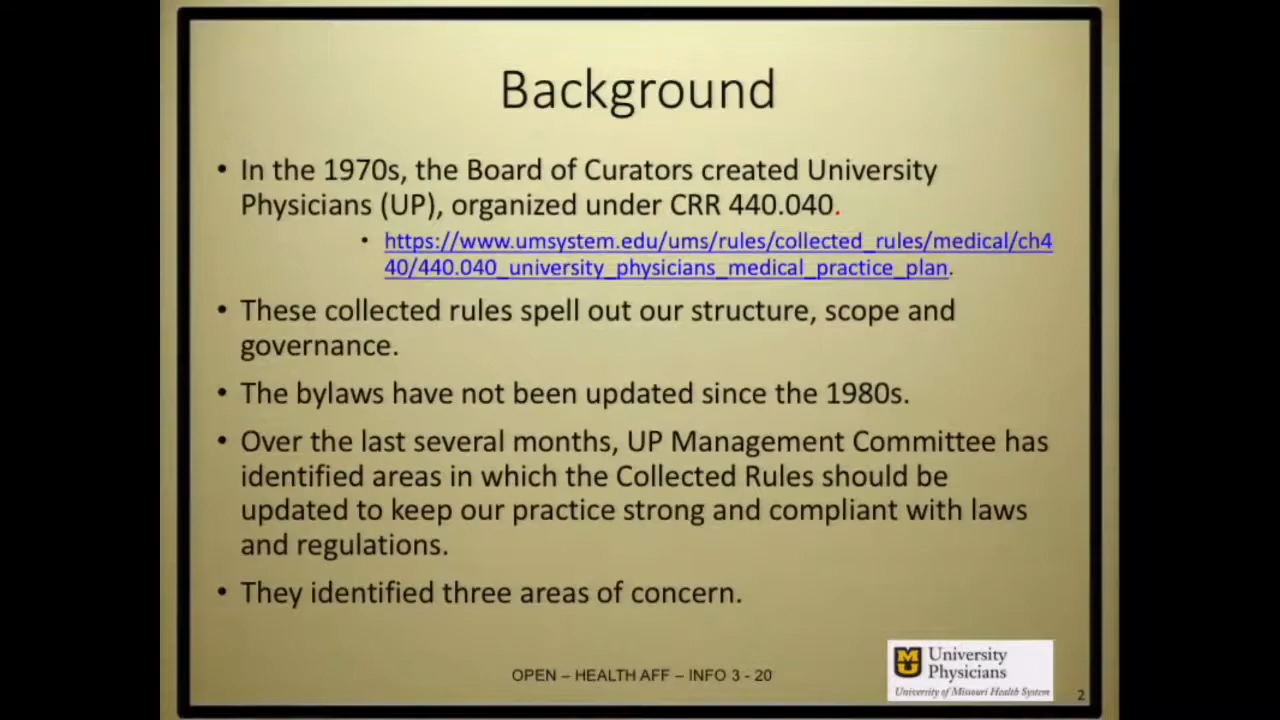 Background
• In the 1970s, the Board of Curators created University
Physicians (UP), organized under CRR 440.040.
• https://www.umsystem.edu/ums/rules/collected_rules/medical/ch4
40/440.040_university_physicians_medical_practice_plan.
• These collected rules spell out our structure, scope and
governance.
• The bylaws have not been updated since the 1980s.
• Over the last several months, UP Management Committee has
identified areas in which the Collected Rules should be
updated to keep our practice strong and compliant with laws
and regulations.
• They identified three areas of concern.
OPEN – HEALTH AFF – INFO 3 - 20
University
Physicians
University of Missouri Health System
2